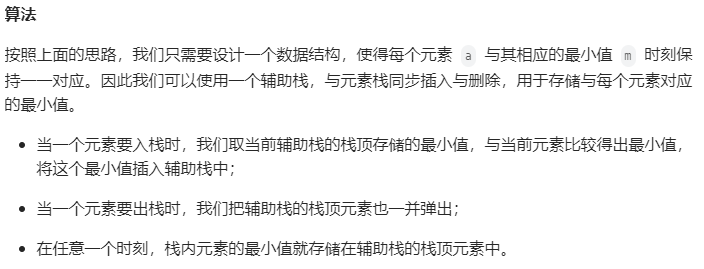 算法
按照上面的思路，我们只需要设计一个数据结构，使得每个元素 a 与其相应的最小值 m 时刻保
持一一对应。因此我们可以使用一个辅助栈，与元素栈同步插入与删除，用于存储与每个元素对应
的最小值。
• 当一个元素要入栈时，我们取当前辅助栈的栈顶存储的最小值，与当前元素比较得出最小值，
将这个最小值插入辅助栈中；
• 当一个元素要出栈时，我们把辅助栈的栈顶元素也一并弹出；
• 在任意一个时刻，栈内元素的最小值就存储在辅助栈的栈顶元素中。